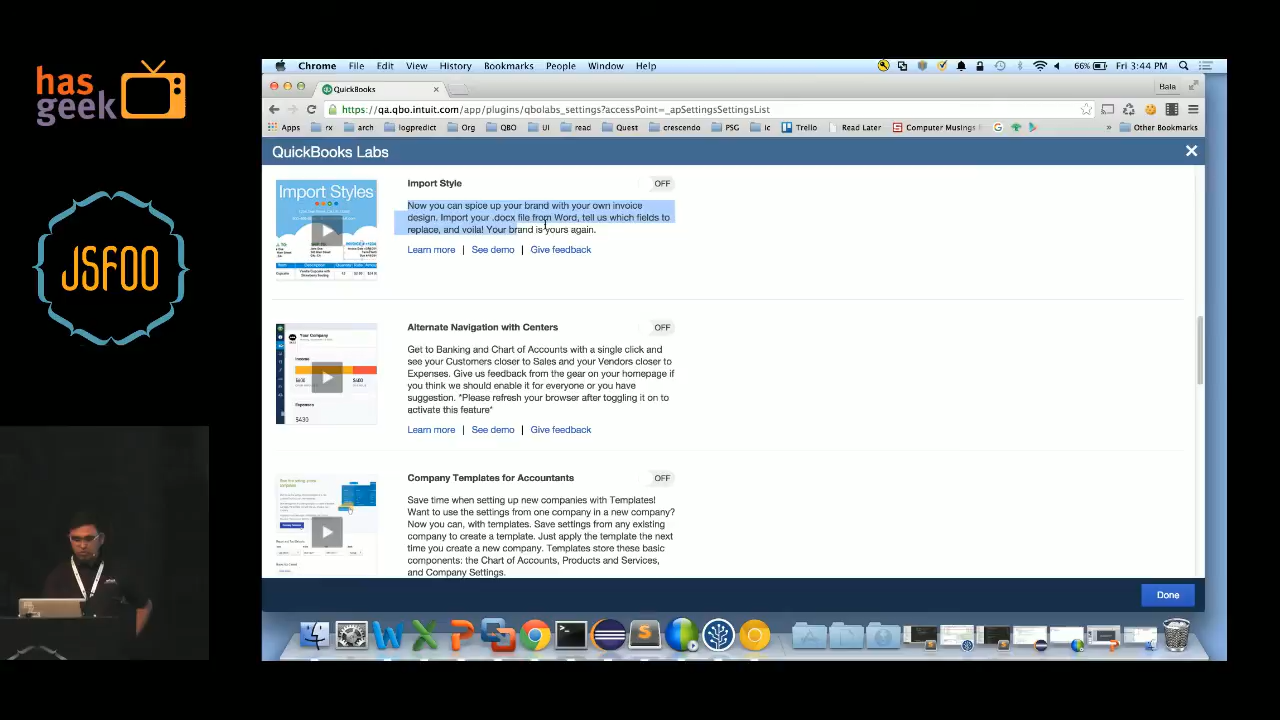 has
geek
JSFOO
Chrome File Edit View History Bookmarks People Window Help
66% Fri 3:44 PM
QuickBooks
Bala
https://qa.qbo.intuit.com/app/plugins/qbolabs_settings?accessPoint=_apSettingsSettingsList
Apps rx arch logpredict Org QBO UI read Quest crescendo PSG ic Trello Read Later Computer Musings » Other Bookmarks
QuickBooks Labs
Import Styles
Import Style OFF
Now you can spice up your brand with your own invoice
design. Import your .docx file from Word, tell us which fields to
replace, and voila! Your brand is yours again.
Learn more | See demo | Give feedback
Your Company
Income
Expenses
$430
Alternate Navigation with Centers OFF
Get to Banking and Chart of Accounts with a single click and
see your Customers closer to Sales and your Vendors closer to
Expenses. Give us feedback from the gear on your homepage if
you think we should enable it for everyone or you have
suggestion. *Please refresh your browser after toggling it on to
activate this feature*
Learn more | See demo | Give feedback
Company Templates for Accountants OFF
Save time when setting up new companies with Templates!
Want to use the settings from one company in a new company?
Now you can, with templates. Save settings from any existing
company to create a template. Just apply the template the next
time you create a new company. Templates store these basic
components: the Chart of Accounts, Products and Services,
and Company Settings.
Done